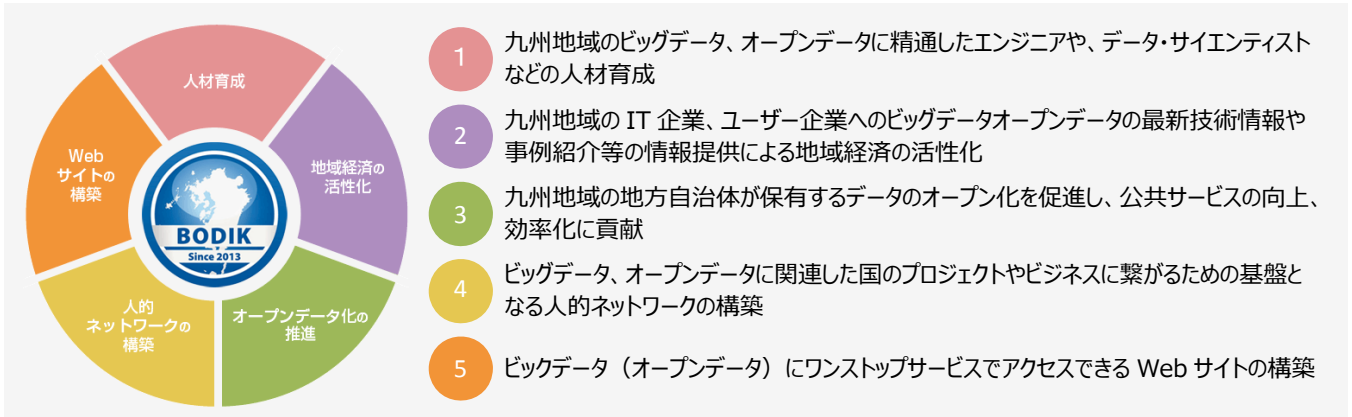 人材育成
地域経済の
活性化
オープンデータ化の
推進
人的
ネットワークの
構築
Web
サイトの
構築
BODIK
Since 2013
1
九州地域のビッグデータ、オープンデータに精通したエンジニアや、データ・サイエンティスト
などの人材育成
2
九州地域の IT 企業、ユーザー企業へのビッグデータオープンデータの最新技術情報や
事例紹介等の情報提供による地域経済の活性化
3
九州地域の地方自治体が保有するデータのオープン化を促進し、公共サービスの向上、
効率化に貢献
4
ビッグデータ、オープンデータに関連した国のプロジェクトやビジネスに繋がるための基盤と
なる人的ネットワークの構築
5
ビックデータ（オープンデータ）にワンストップサービスでアクセスできる Web サイトの構築